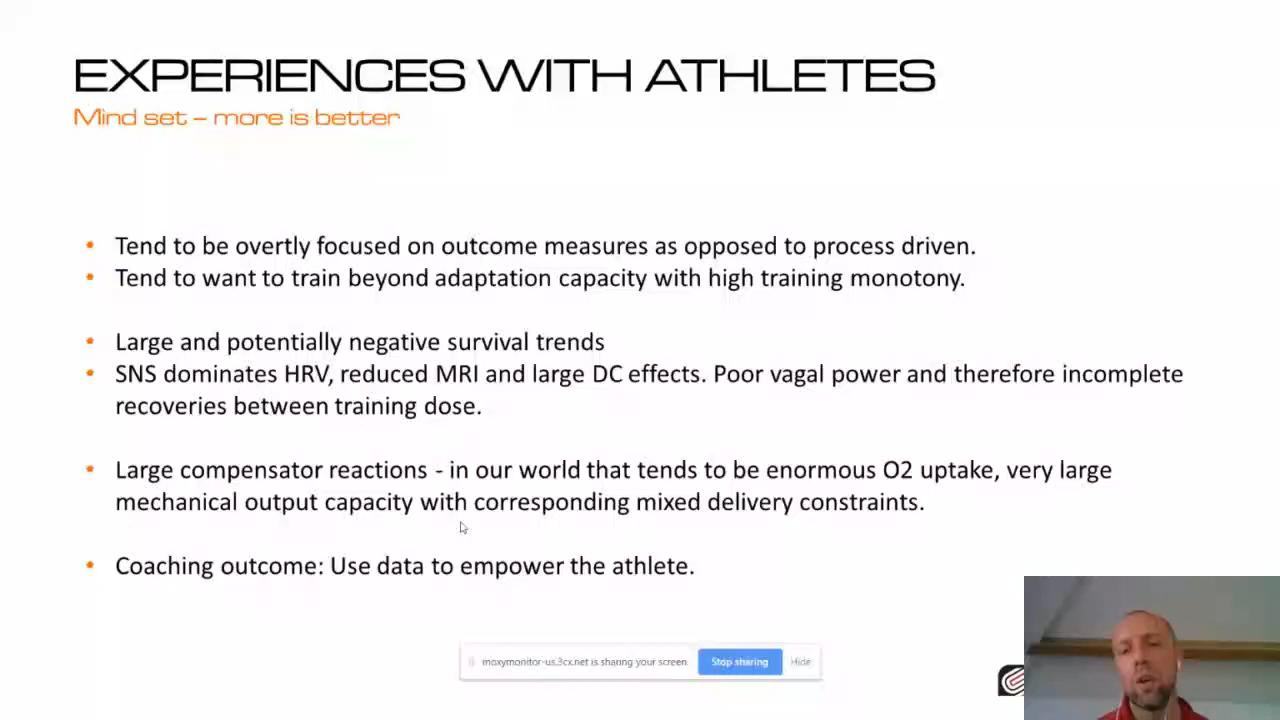 EXPERIENCES WITH ATHLETES
Mind set – more is better
• Tend to be overtly focused on outcome measures as opposed to process driven.
• Tend to want to train beyond adaptation capacity with high training monotony.
• Large and potentially negative survival trends
• SNS dominates HRV, reduced MRI and large DC effects. Poor vagal power and therefore incomplete
recoveries between training dose.
• Large compensator reactions - in our world that tends to be enormous O2 uptake, very large
mechanical output capacity with corresponding mixed delivery constraints.
• Coaching outcome: Use data to empower the athlete.
moxymonitor-us.3cx.net is sharing your screen. Stop sharing Hide